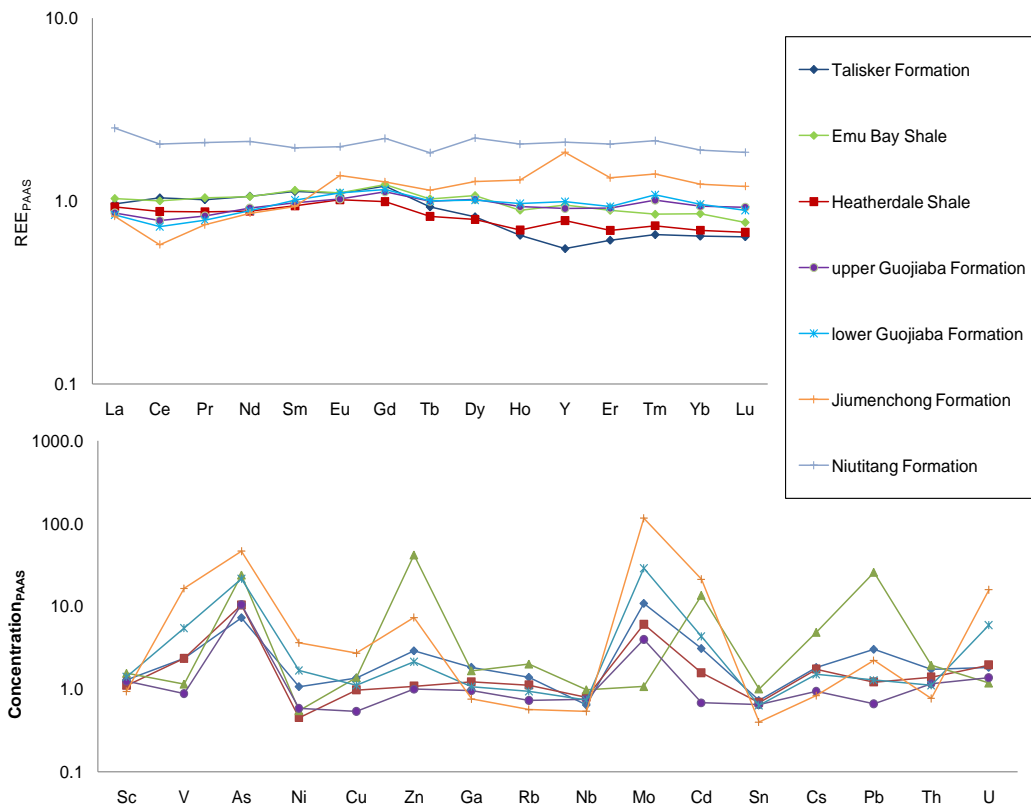 10.0
1.0
0.1
REE_PAAS
La Ce Pr Nd Sm Eu Gd Tb Dy Ho Y Er Tm Yb Lu
Talisker Formation
Emu Bay Shale
Heatherdale Shale
upper Guojiaba Formation
lower Guojiaba Formation
Jiumenchong Formation
Niutitang Formation
1000.0
100.0
10.0
1.0
0.1
Concentration_PAAS
Sc V As Ni Cu Zn Ga Rb Nb Mo Cd Sn Cs Pb Th U